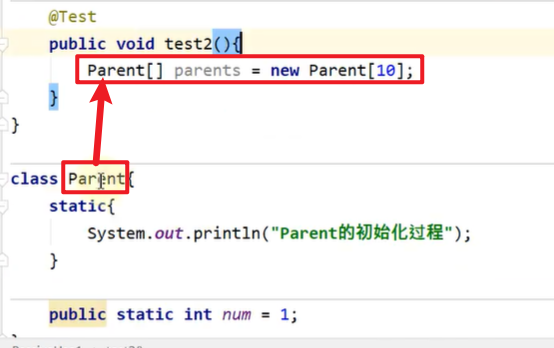 @Test
public void test2(){
Parent[] parents = new Parent[10];
}
}
class Parent{
static{
System.out.println("Parent的初始化过程");
}
public static int num = 1;